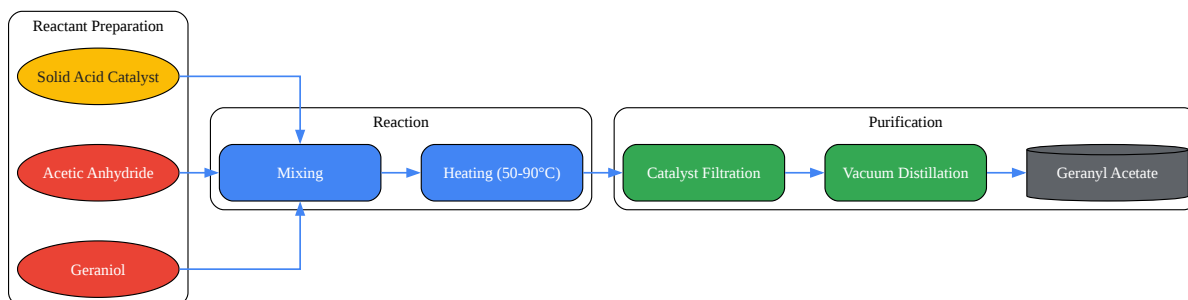 Reactant Preparation
Solid Acid Catalyst
Acetic Anhydride
Geraniol
Reaction
Mixing
Heating (50-90°C)
Purification
Catalyst Filtration
Vacuum Distillation
Geranyl Acetate